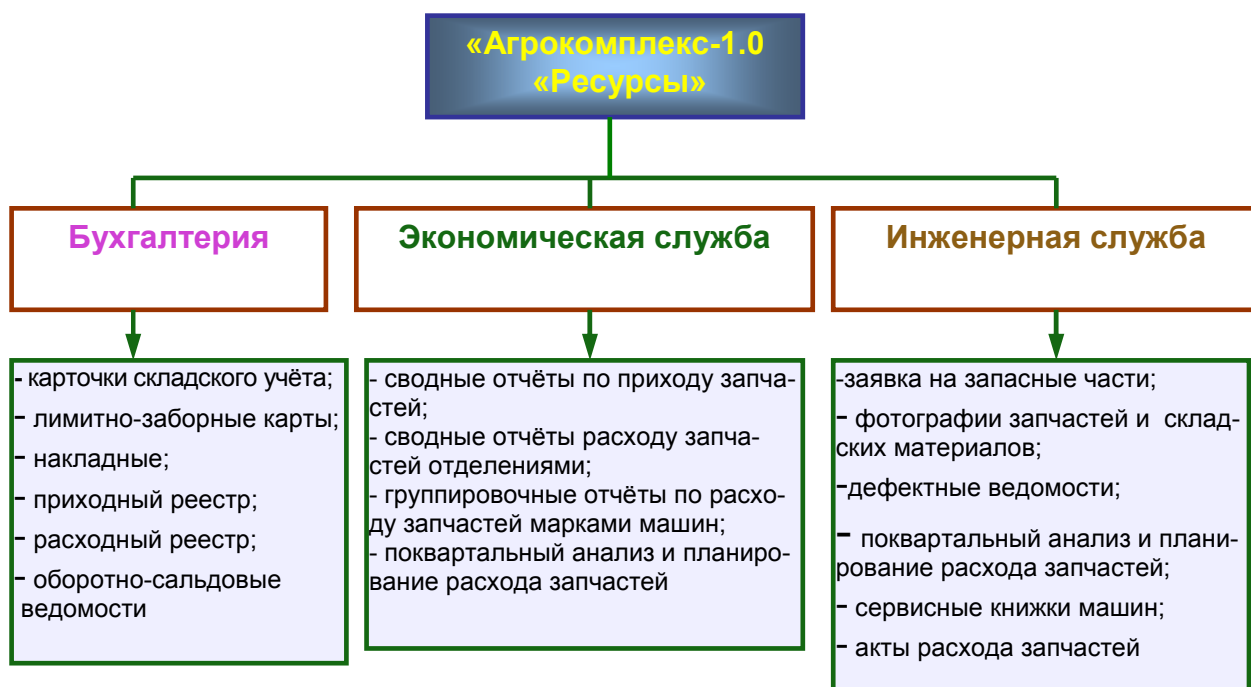 «Агрокомплекс-1.0
«Ресурсы»
Бухгалтерия
Экономическая служба
Инженерная служба
- карточки складского учёта;
- лимитно-заборные карты;
- накладные;
- приходный реестр;
- расходный реестр;
- оборотно-сальдовые
ведомости
- сводные отчёты по приходу запча-
стей;
- сводные отчёты расходу запча-
стей отделениями;
- группировочные отчёты по расхо-
ду запчастей марками машин;
- поквартальный анализ и планиро-
вание расхода запчастей
-заявка на запасные части;
- фотографии запчастей и склад-
ских материалов;
-дефектные ведомости;
- поквартальный анализ и плани-
рование расхода запчастей;
- сервисные книжки машин;
- акты расхода запчастей